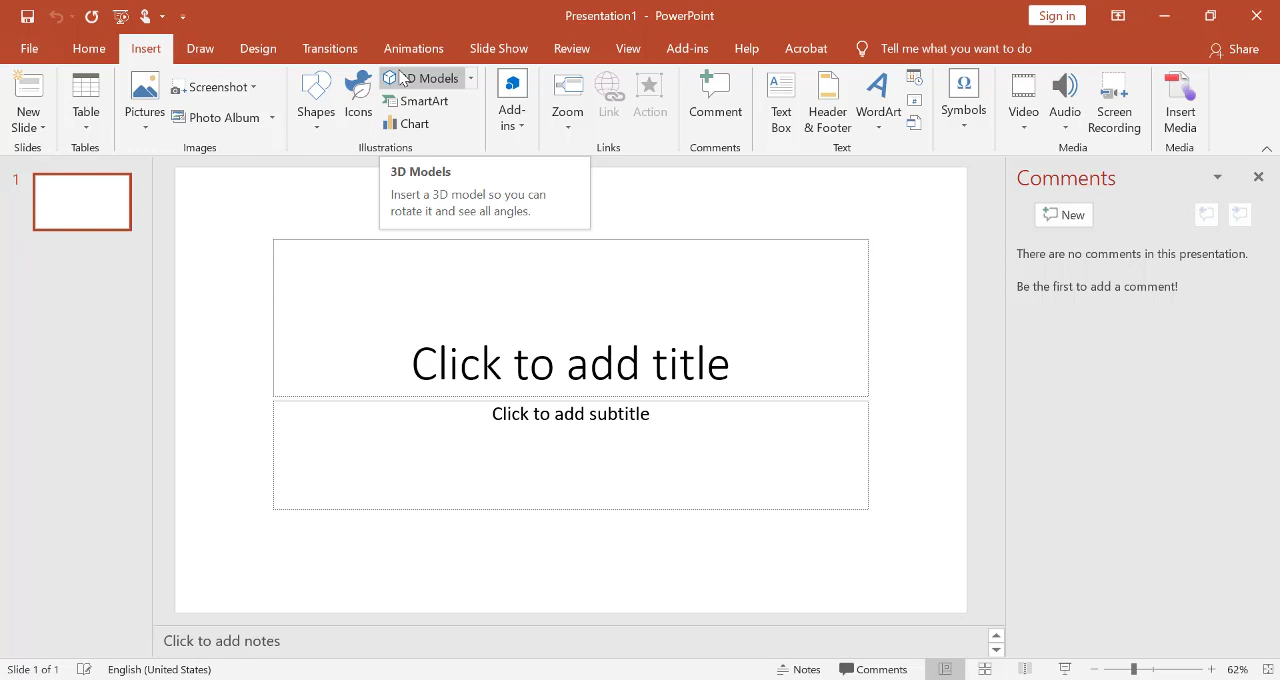 Presentation1 - PowerPoint
Sign in
File Home Insert Draw Design Transitions Animations Slide Show Review View Add-ins Help Acrobat Tell me what you want to do Share
New Slide
Slides
Table
Tables
Pictures
Screenshot
Photo Album
Images
Shapes
Icons
3D Models
SmartArt
Chart
Illustrations
Add-ins
Zoom
Link
Action
Links
Comment
Comments
Text Box
Header & Footer
WordArt
Text
Ω
Symbols
Video
Audio
Screen Recording
Media
Insert Media
Media
3D Models
Insert a 3D model so you can
rotate it and see all angles.
1
Click to add title
Click to add subtitle
Comments
New
There are no comments in this presentation.
Be the first to add a comment!
Click to add notes
Slide 1 of 1 English (United States) Notes Comments 62%